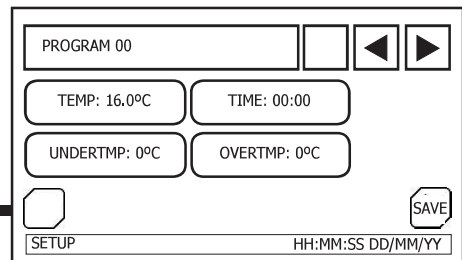 PROGRAM 00
TEMP: 16.0ºC TIME: 00:00
UNDERTMP: 0ºC OVERTMP: 0ºC
SAVE
SETUP HH:MM:SS DD/MM/YY